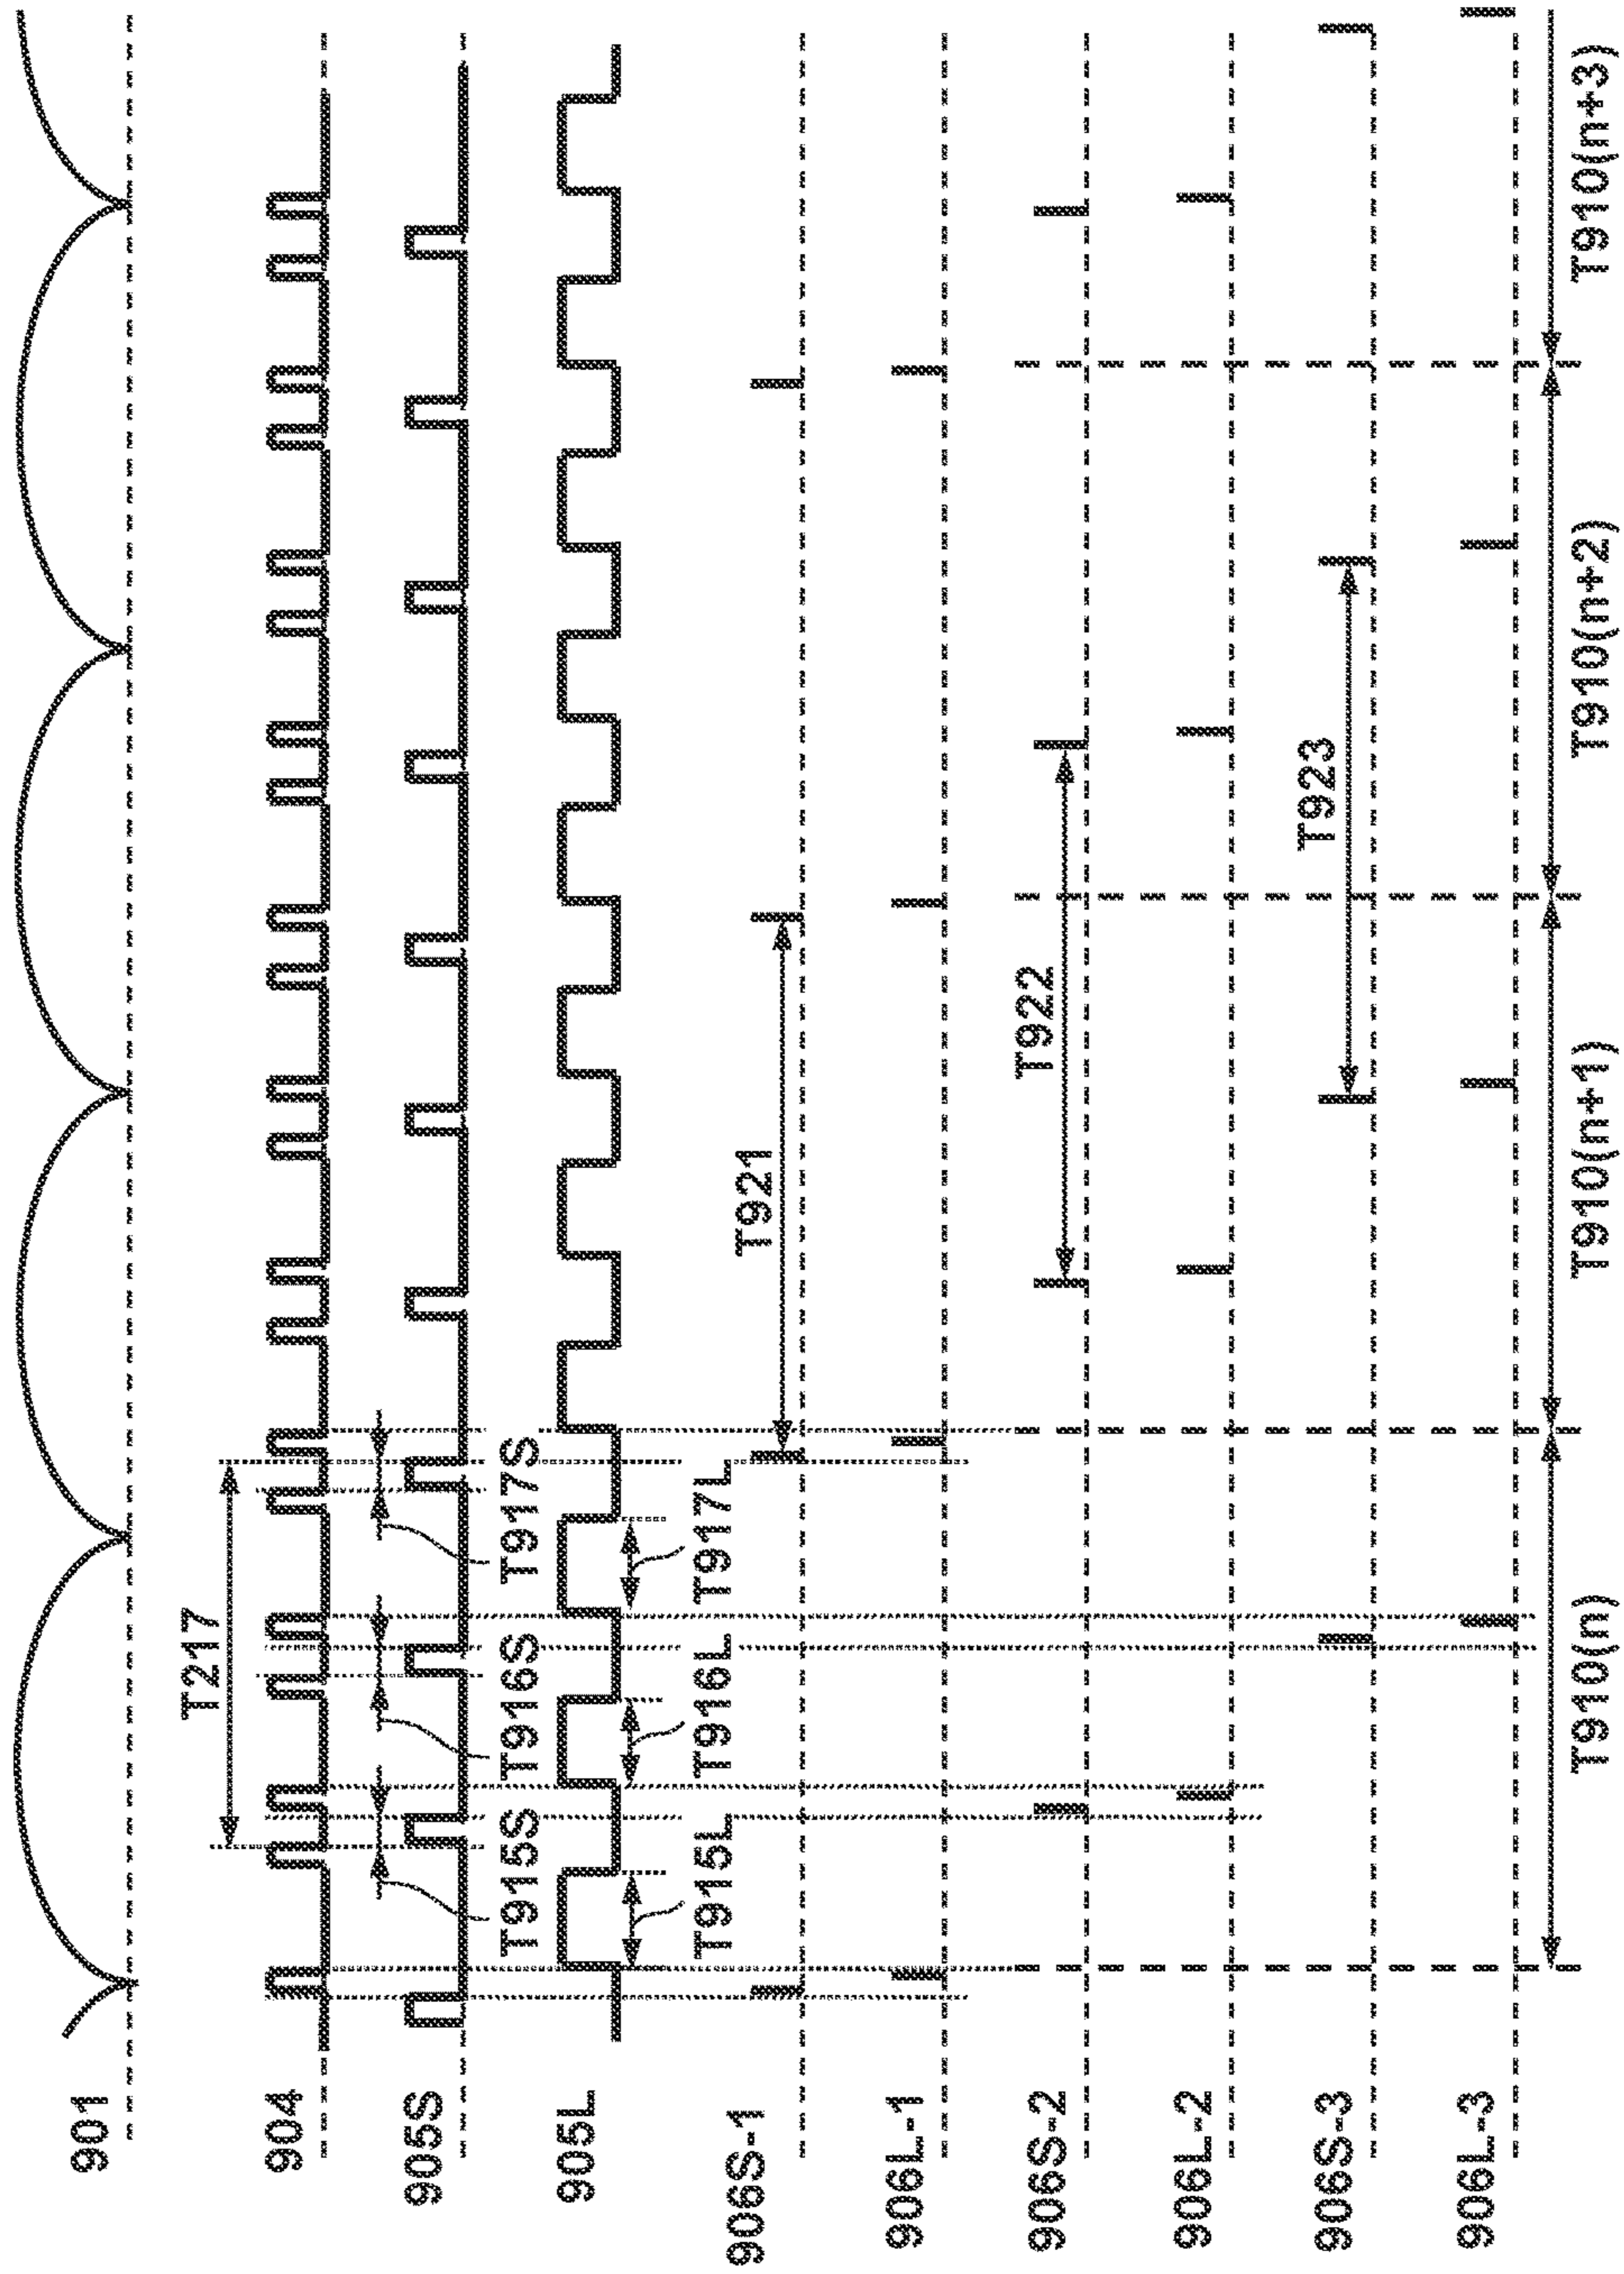 901
904
T217
905S
T915S
T916S
T917S
905L
T915L
T916L
T917L
906S-1
T921
906L-1
906S-2
T922
906L-2
906S-3
T923
906L-3
T910(n)
T910(n+1)
T910(n+2)
T910(n+3)